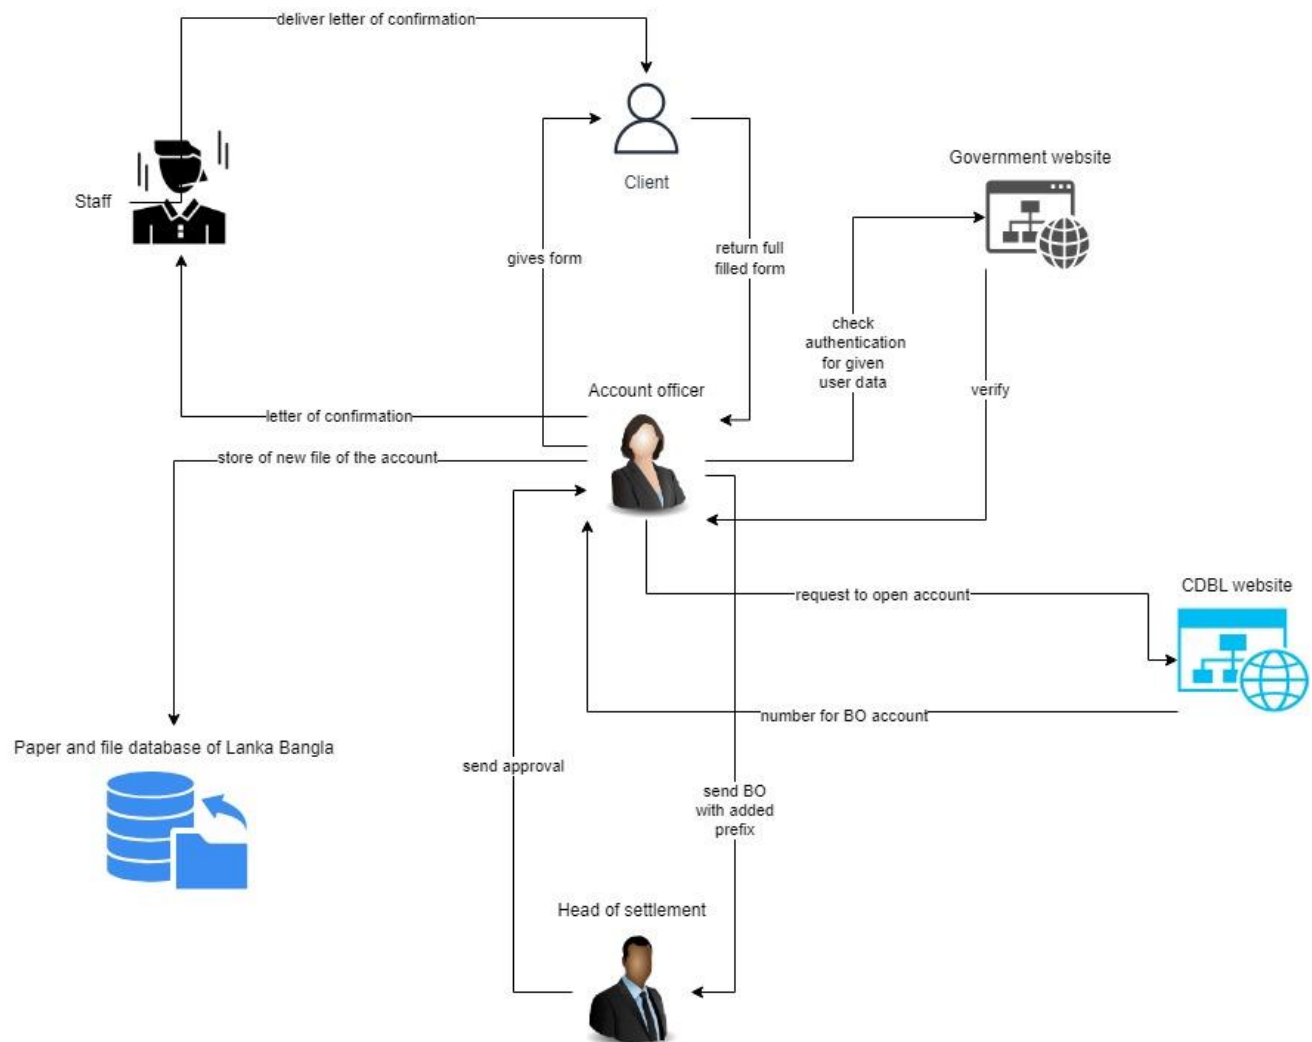 deliver letter of confirmation
Client
Government website
Staff
gives form
return full
filled form
check
authentication
for given
user data
verify
Account officer
letter of confirmation
store of new file of the account
CDBL website
request to open account
number for BO account
Paper and file database of Lanka Bangla
send approval
send BO
with added
prefix
Head of settlement